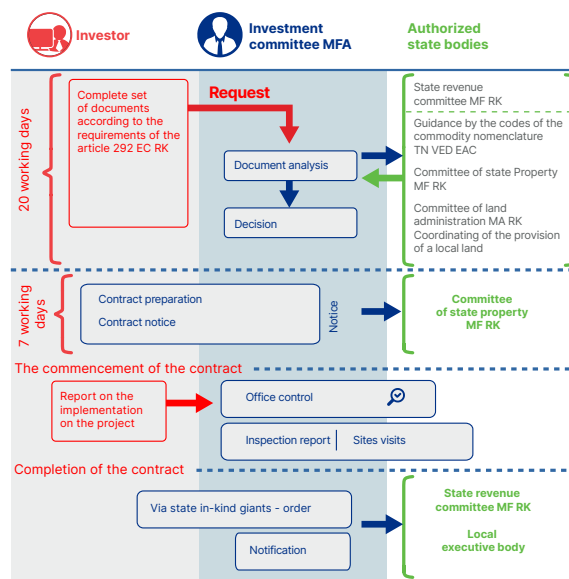 Investor
Investment
committee MFA
Authorized
state bodies
20 working days
Complete set
of documents
according to the
requirements of the
article 292 EC RK
Request
Document analysis
Decision
State revenue
committee MF RK
Guidance by the codes of the
commodity nomenclature
TN VED EAC
Committee of state Property
MF RK
Committee of land
administration MA RK
Coordinating of the provision
of a local land
7 working
days
Contract preparation
Contract notice
Notice
Committee
of state property
MF RK
The commencement of the contract
Report on the
implementation
on the project
Office control
Inspection report
Sites visits
Completion of the contract
Via state in-kind giants - order
Notification
State revenue
committee MF RK
Local
executive body